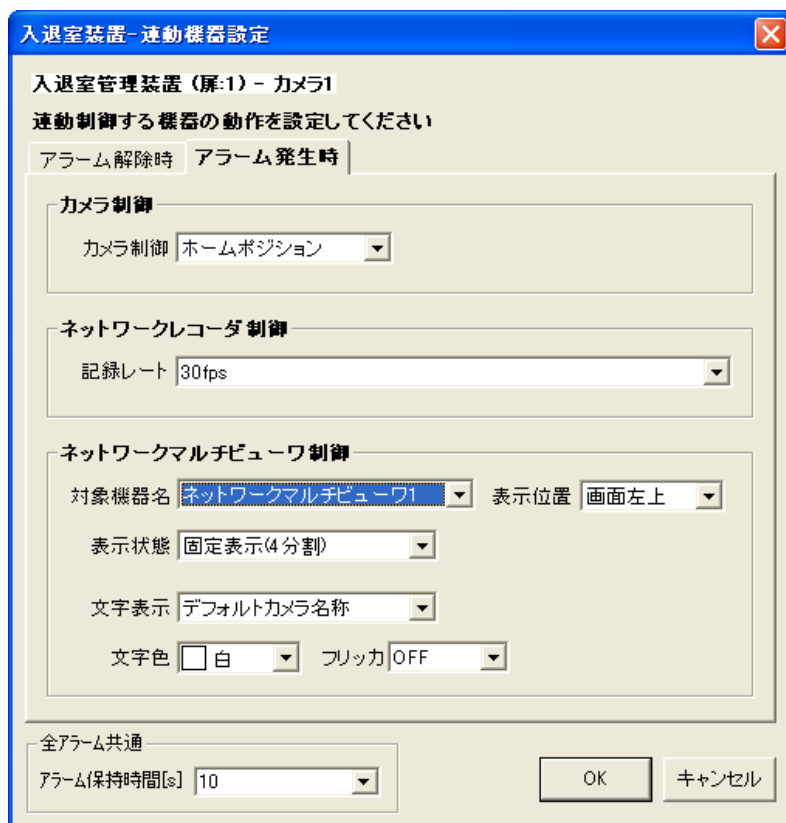 入退室装置-連動機器設定
入退室管理装置 (扉:1) - カメラ1
連動制御する機器の動作を設定してください
アラーム解除時 アラーム発生時
カメラ制御
カメラ制御 ホームポジション
ネットワークレコーダ制御
記録レート 30fps
ネットワークマルチビューワ制御
対象機器名 ネットワークマルチビューワ1 表示位置 画面左上
表示状態 固定表示(4分割)
文字表示 デフォルトカメラ名称
文字色 白 フリッカ OFF
全アラーム共通
アラーム保持時間[s] 10 OK キャンセル